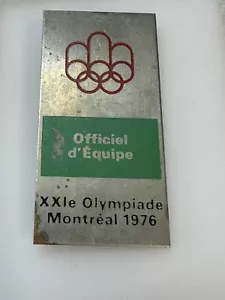 Officiel
d'Équipe
XXIe Olympiade
Montréal 1976